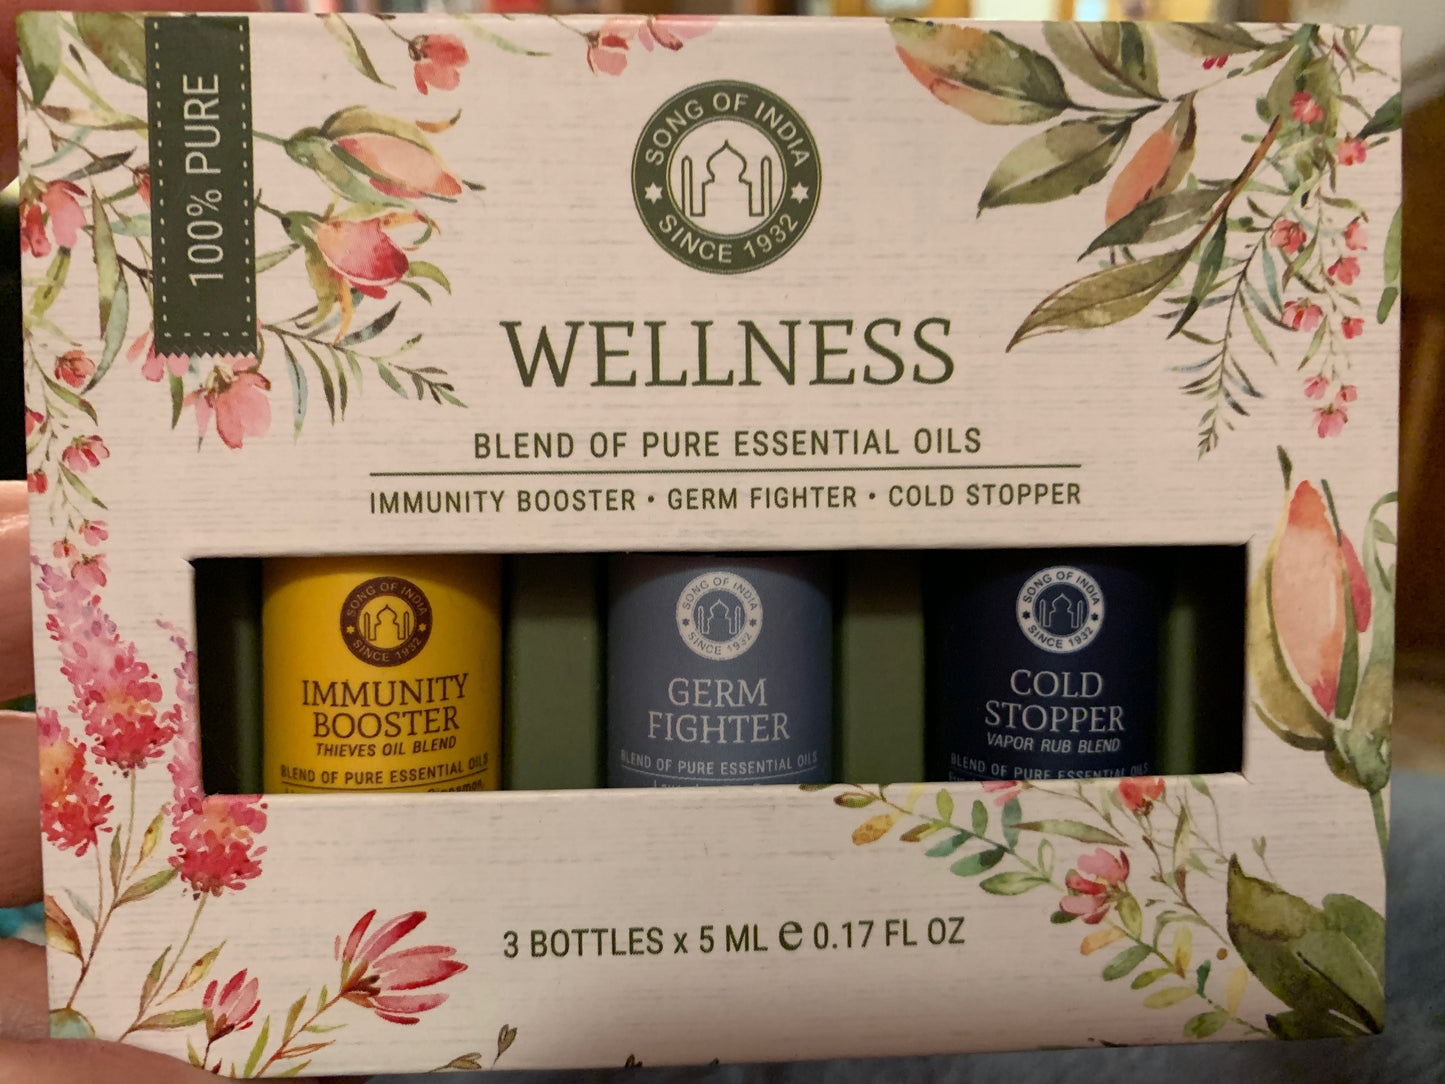 100% PURE
SONG OF INDIA
SINCE 1932
WELLNESS
BLEND OF PURE ESSENTIAL OILS
IMMUNITY BOOSTER • GERM FIGHTER • COLD STOPPER
SONG OF INDIA
SINCE 1932
IMMUNITY
BOOSTER
THIEVES OIL BLEND
BLEND OF PURE ESSENTIAL OILS
SONG OF INDIA
SINCE 1932
GERM
FIGHTER
BLEND OF PURE ESSENTIAL OILS
SONG OF INDIA
SINCE 1932
COLD
STOPPER
VAPOR RUB BLEND
BLEND OF PURE ESSENTIAL OILS
3 BOTTLES x 5 ML e 0.17 FL OZ